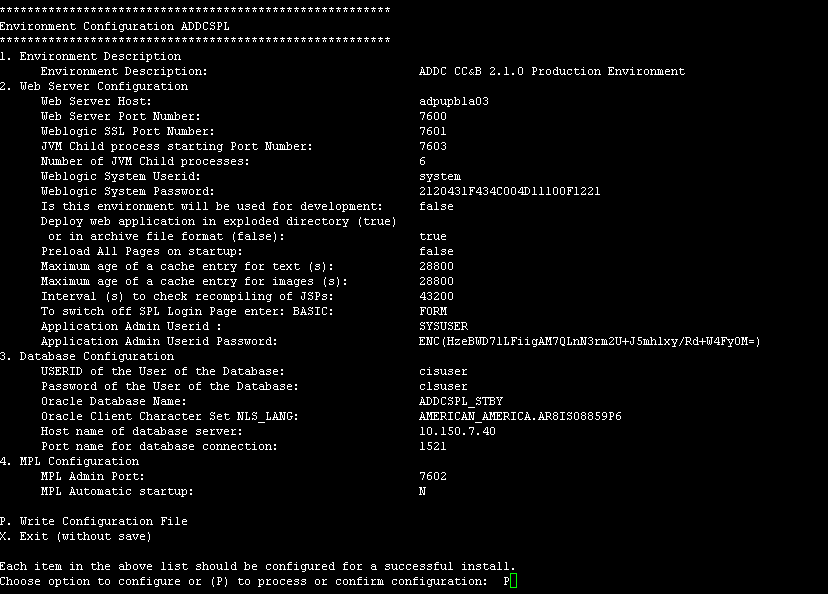 ********************************************************
Environment Configuration ADDCSPL
********************************************************
1. Environment Description
Environment Description: ADDC CC&B 2.1.0 Production Environment
2. Web Server Configuration
Web Server Host: adpupbla03
Web Server Port Number: 7600
Weblogic SSL Port Number: 7601
JVM Child process starting Port Number: 7603
Number of JVM Child processes: 6
Weblogic System Userid: system
Weblogic System Password: 2120431F434C004D11100F1221
Is this environment will be used for development: false
Deploy web application in exploded directory (true)
or in archive file format (false): true
Preload All Pages on startup: false
Maximum age of a cache entry for text (s): 28800
Maximum age of a cache entry for images (s): 28800
Interval (s) to check recompiling of JSPs: 43200
To switch off SPL Login Page enter: BASIC: FORM
Application Admin Userid : SYSUSER
Application Admin Userid Password: ENC(HzeBWD71LFiigAM7QLnN3rm2U+J5mhlxy/Rd+W4Fy0M=)
3. Database Configuration
USERID of the User of the Database: cisuser
Password of the User of the Database: cisuser
Oracle Database Name: ADDCSPL_STBY
Oracle Client Character Set NLS_LANG: AMERICAN_AMERICA.AR8ISO8859P6
Host name of database server: 10.150.7.40
Port name for database connection: 1521
4. MPL Configuration
MPL Admin Port: 7602
MPL Automatic startup: N
P. Write Configuration File
X. Exit (without save)
Each item in the above list should be configured for a successful install.
Choose option to configure or (P) to process or confirm configuration: P